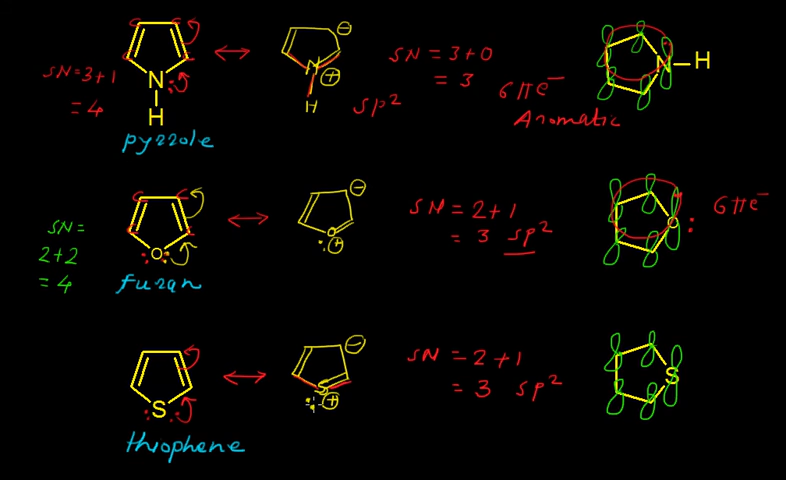 SN=3+1
= 4
N
H
pyrrole
N
H
⊖
⊕
SN = 3+0
= 3
sp²
6πe⁻
Aromatic
N–H
SN=
2+2
= 4
O
furan
O
⊖
⊕
SN = 2+1
= 3 sp²
O
6πe⁻
S
thiophene
S
⊖
⊕
SN = 2+1
= 3 sp²
S